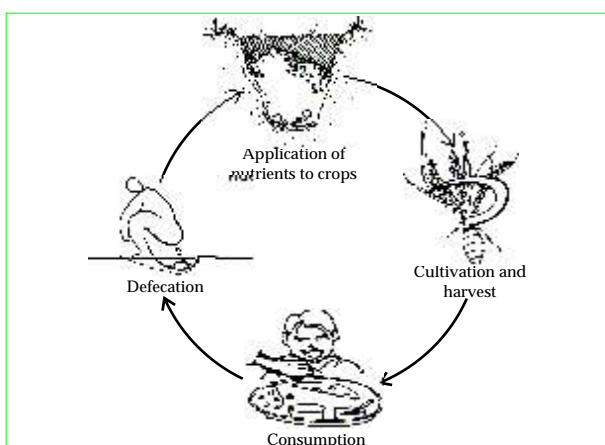 Application of
nutrients to crops
Cultivation and
harvest
Consumption
Defecation